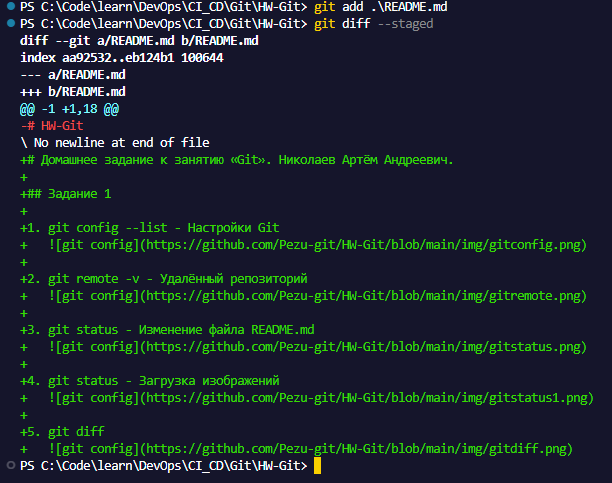 PS C:\Code\learn\DevOps\CI_CD\Git\HW-Git> git add .\README.md
PS C:\Code\learn\DevOps\CI_CD\Git\HW-Git> git diff --staged
diff --git a/README.md b/README.md
index aa92532..eb124b1 100644
--- a/README.md
+++ b/README.md
@@ -1 +1,18 @@
-# HW-Git
\ No newline at end of file
+# Домашнее задание к занятию «Git». Николаев Артём Андреевич.
+
+## Задание 1
+
+1. git config --list - Настройки Git
+   ![git config](https://github.com/Pezu-git/HW-Git/blob/main/img/gitconfig.png)
+
+2. git remote -v - Удалённый репозиторий
+   ![git config](https://github.com/Pezu-git/HW-Git/blob/main/img/gitremote.png)
+
+3. git status - Изменение файла README.md
+   ![git config](https://github.com/Pezu-git/HW-Git/blob/main/img/gitstatus.png)
+
+4. git status - Загрузка изображений
+   ![git config](https://github.com/Pezu-git/HW-Git/blob/main/img/gitstatus1.png)
+
+5. git diff
+   ![git config](https://github.com/Pezu-git/HW-Git/blob/main/img/gitdiff.png)
PS C:\Code\learn\DevOps\CI_CD\Git\HW-Git>